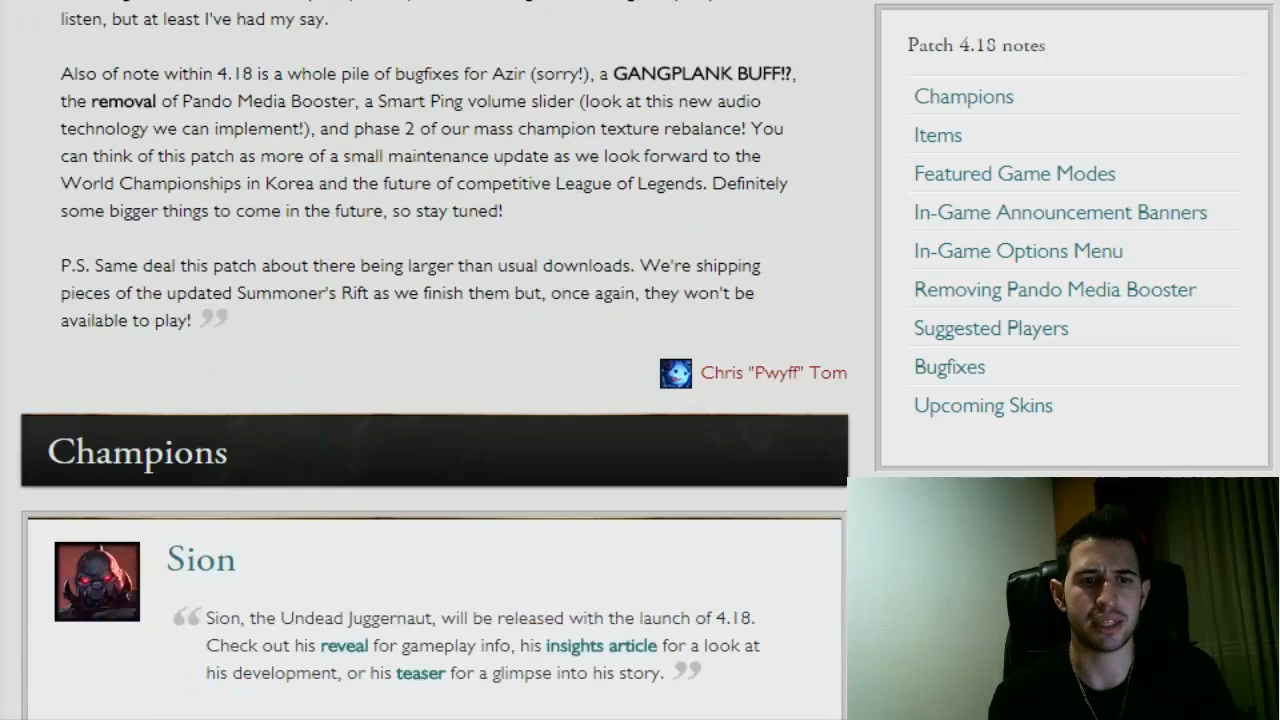 listen, but at least I've had my say.
Also of note within 4.18 is a whole pile of bugfixes for Azir (sorry!), a GANGPLANK BUFF!?,
the removal of Pando Media Booster, a Smart Ping volume slider (look at this new audio
technology we can implement!), and phase 2 of our mass champion texture rebalance! You
can think of this patch as more of a small maintenance update as we look forward to the
World Championships in Korea and the future of competitive League of Legends. Definitely
some bigger things to come in the future, so stay tuned!
P.S. Same deal this patch about there being larger than usual downloads. We're shipping
pieces of the updated Summoner's Rift as we finish them but, once again, they won't be
available to play! ”
Chris "Pwyff" Tom
Champions
Sion
“ Sion, the Undead Juggernaut, will be released with the launch of 4.18.
Check out his reveal for gameplay info, his insights article for a look at
his development, or his teaser for a glimpse into his story. ”
Patch 4.18 notes
Champions
Items
Featured Game Modes
In-Game Announcement Banners
In-Game Options Menu
Removing Pando Media Booster
Suggested Players
Bugfixes
Upcoming Skins